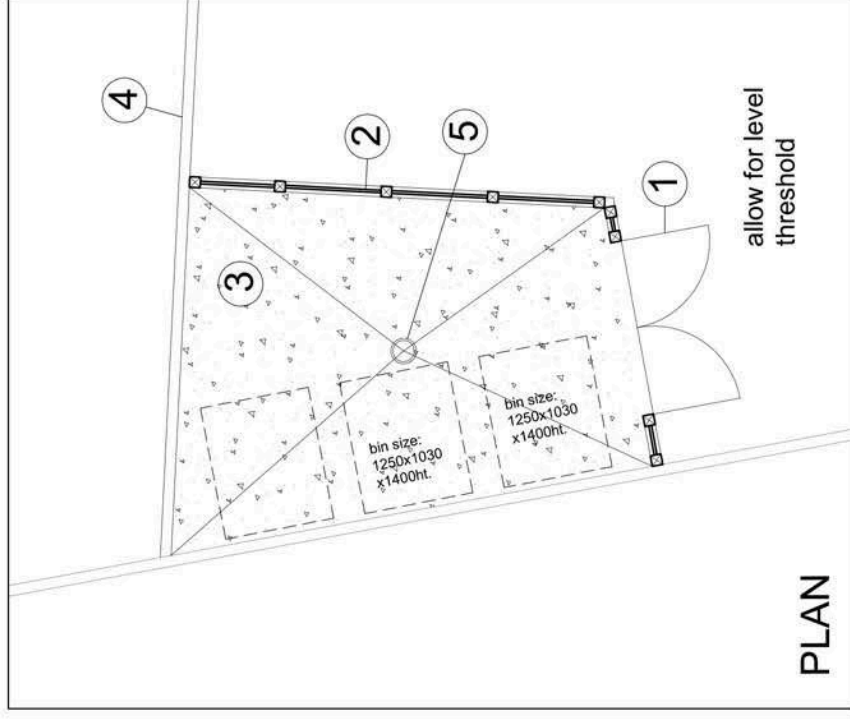 4
2
5
3
1
allow for level
threshold
bin size:
1250x1030
x1400ht.
bin size:
1250x1030
x1400ht.
PLAN